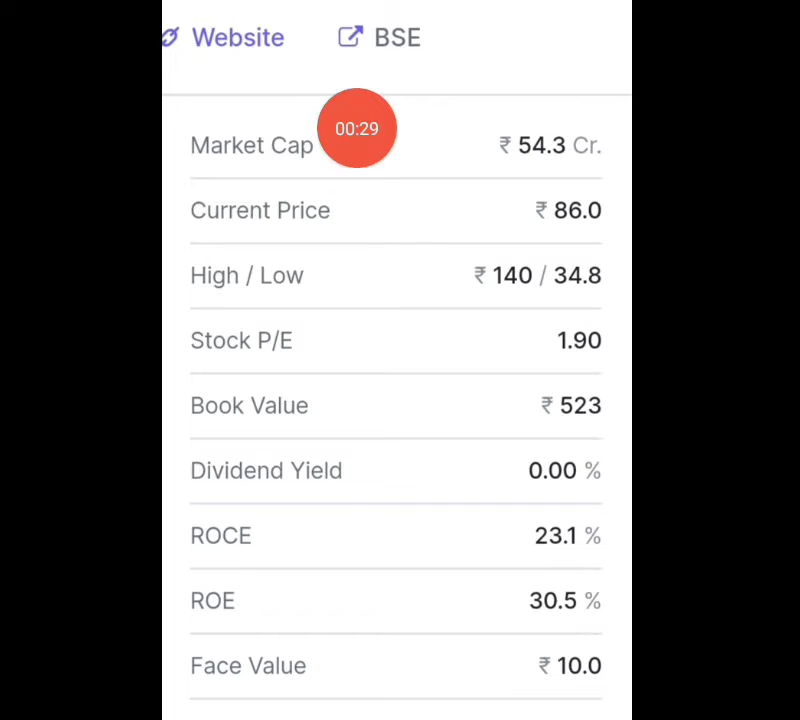 Website BSE
00:29
Market Cap ₹ 54.3 Cr.
Current Price ₹ 86.0
High / Low ₹ 140 / 34.8
Stock P/E 1.90
Book Value ₹ 523
Dividend Yield 0.00 %
ROCE 23.1 %
ROE 30.5 %
Face Value ₹ 10.0